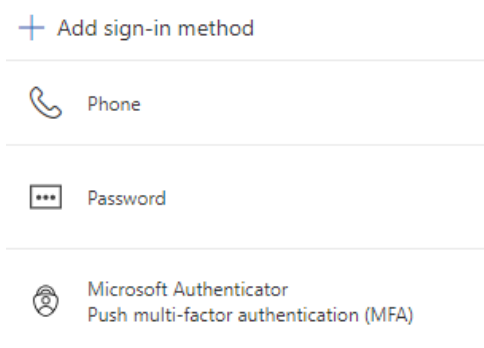 Add sign-in method
Phone
Password
Microsoft Authenticator
Push multi-factor authentication (MFA)